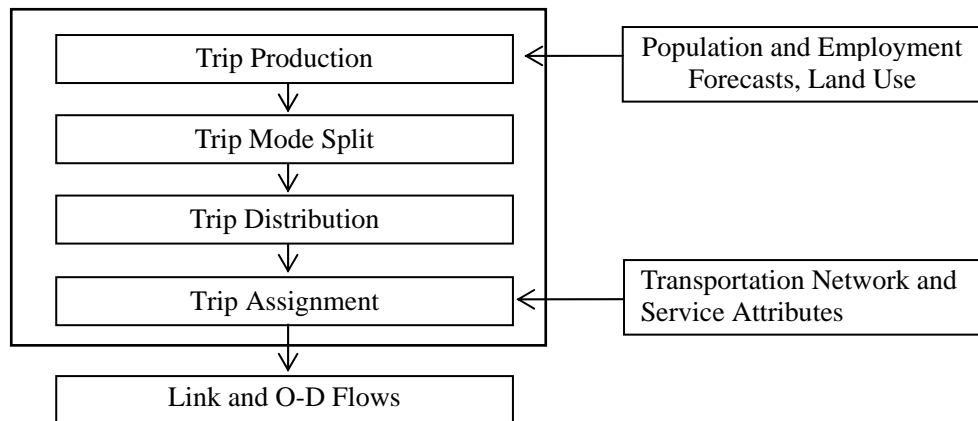 Trip Production
Population and Employment
Forecasts, Land Use
Trip Mode Split
Trip Distribution
Trip Assignment
Transportation Network and
Service Attributes
Link and O-D Flows